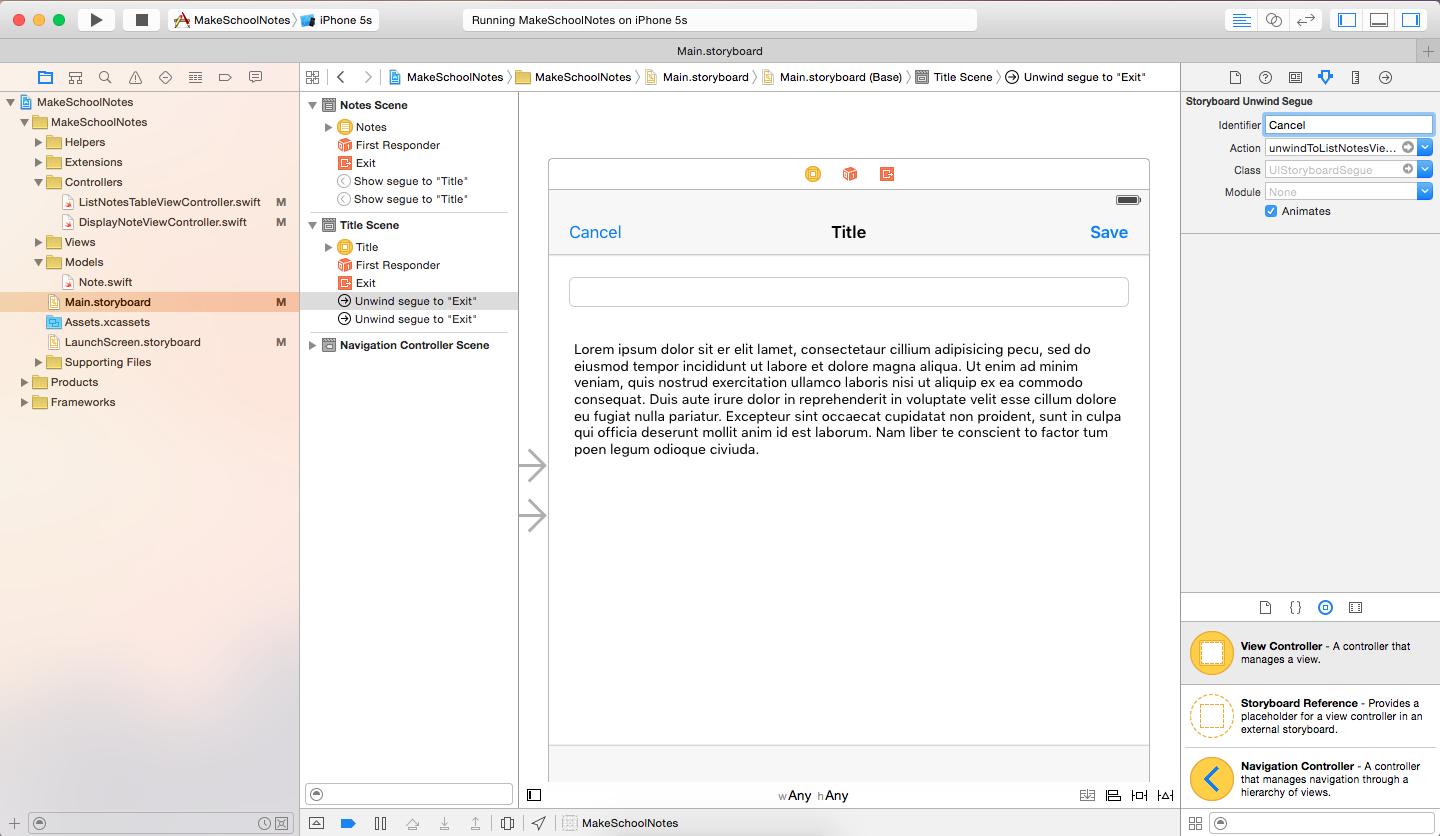 MakeSchoolNotes iPhone 5s
Running MakeSchoolNotes on iPhone 5s
Main.storyboard
MakeSchoolNotes MakeSchoolNotes Main.storyboard Main.storyboard (Base) Title Scene Unwind segue to "Exit"
MakeSchoolNotes
MakeSchoolNotes
Helpers
Extensions
Controllers
ListNotesTableViewController.swift M
DisplayNoteViewController.swift M
Views
Models
Note.swift
Main.storyboard M
Assets.xcassets
LaunchScreen.storyboard M
Supporting Files
Products
Frameworks
Notes Scene
Notes
First Responder
Exit
Show segue to "Title"
Show segue to "Title"
Title Scene
Title
First Responder
Exit
Unwind segue to "Exit"
Unwind segue to "Exit"
Navigation Controller Scene
Cancel Title Save
Lorem ipsum dolor sit er elit lamet, consectetaur cillium adipisicing pecu, sed do
eiusmod tempor incididunt ut labore et dolore magna aliqua. Ut enim ad minim
veniam, quis nostrud exercitation ullamco laboris nisi ut aliquip ex ea commodo
consequat. Duis aute irure dolor in reprehenderit in voluptate velit esse cillum dolore
eu fugiat nulla pariatur. Excepteur sint occaecat cupidatat non proident, sunt in culpa
qui officia deserunt mollit anim id est laborum. Nam liber te conscient to factor tum
poen legum odioque civiuda.
wAny hAny
MakeSchoolNotes
Storyboard Unwind Segue
Identifier Cancel
Action unwindToListNotesVie...
Class UIStoryboardSegue
Module None
Animates
View Controller - A controller that
manages a view.
Storyboard Reference - Provides a
placeholder for a view controller in an
external storyboard.
Navigation Controller - A controller
that manages navigation through a
hierarchy of views.